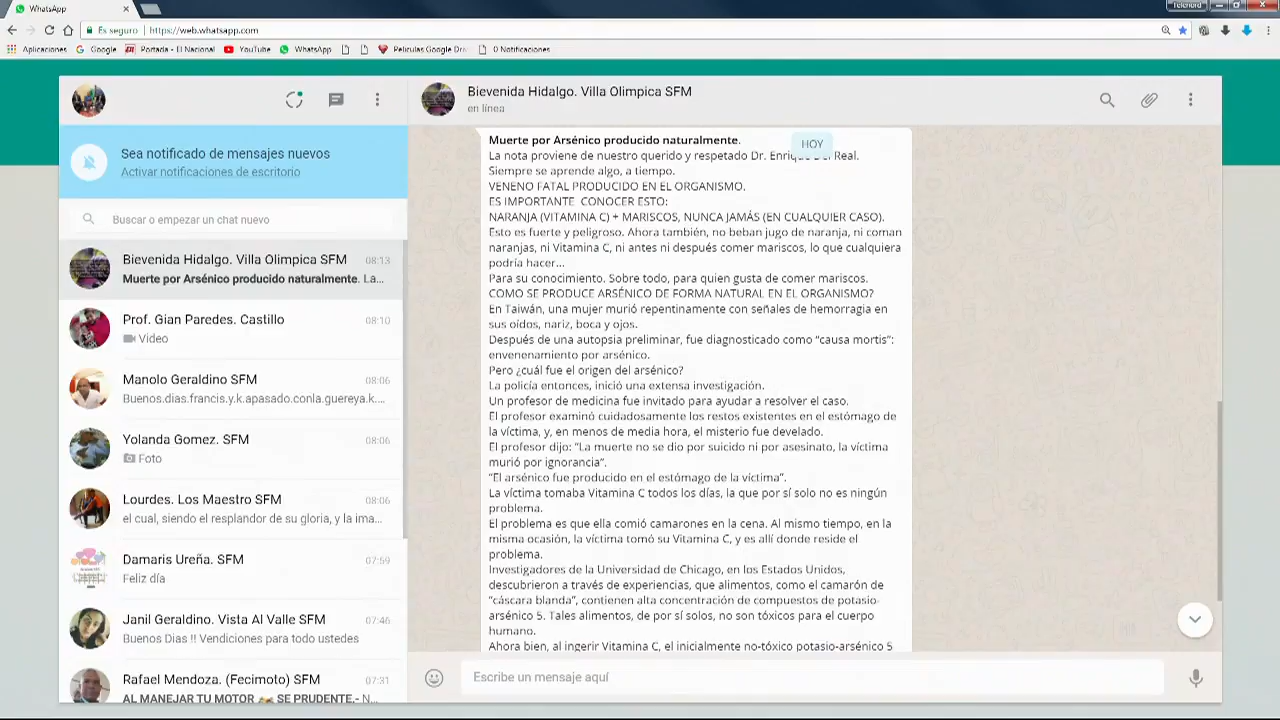 WhatsApp
Telenord
Es seguro | https://web.whatsapp.com
Aplicaciones Google Portada - El Nacional YouTube WhatsApp Peliculas Google Dri 0 Notificaciones
Sea notificado de mensajes nuevos
Activar notificaciones de escritorio
Buscar o empezar un chat nuevo
Bievenida Hidalgo. Villa Olimpica SFM 08:13
Muerte por Arsénico producido naturalmente. La...
Prof. Gian Paredes. Castillo 08:10
Video
Manolo Geraldino SFM 08:06
Buenos.dias.francis.y.k.apasado.conla.guereya.k....
Yolanda Gomez. SFM 08:06
Foto
Lourdes. Los Maestro SFM 08:06
el cual, siendo el resplandor de su gloria, y la ima...
Damaris Ureña. SFM 07:59
Feliz día
Janil Geraldino. Vista Al Valle SFM 07:46
Buenos Dias !! Vendiciones para todo ustedes
Rafael Mendoza. (Fecimoto) SFM 07:31
AL MANEJAR TU MOTOR 🏍 SE PRUDENTE.- N...
Bievenida Hidalgo. Villa Olimpica SFM
en línea
HOY
Muerte por Arsénico producido naturalmente.
La nota proviene de nuestro querido y respetado Dr. Enrique Del Real.
Siempre se aprende algo, a tiempo.
VENENO FATAL PRODUCIDO EN EL ORGANISMO.
ES IMPORTANTE CONOCER ESTO:
NARANJA (VITAMINA C) + MARISCOS, NUNCA JAMÁS (EN CUALQUIER CASO).
Esto es fuerte y peligroso. Ahora también, no beban jugo de naranja, ni coman
naranjas, ni Vitamina C, ni antes ni después comer mariscos, lo que cualquiera
podría hacer...
Para su conocimiento. Sobre todo, para quien gusta de comer mariscos.
COMO SE PRODUCE ARSÉNICO DE FORMA NATURAL EN EL ORGANISMO?
En Taiwán, una mujer murió repentinamente con señales de hemorragia en
sus oídos, nariz, boca y ojos.
Después de una autopsia preliminar, fue diagnosticado como “causa mortis”:
envenenamiento por arsénico.
Pero ¿cuál fue el origen del arsénico?
La policía entonces, inició una extensa investigación.
Un profesor de medicina fue invitado para ayudar a resolver el caso.
El profesor examinó cuidadosamente los restos existentes en el estómago de
la víctima, y, en menos de media hora, el misterio fue develado.
El profesor dijo: “La muerte no se dio por suicido ni por asesinato, la víctima
murió por ignorancia”.
“El arsénico fue producido en el estómago de la víctima”.
La víctima tomaba Vitamina C todos los días, la que por sí solo no es ningún
problema.
El problema es que ella comió camarones en la cena. Al mismo tiempo, en la
misma ocasión, la víctima tomó su Vitamina C, y es allí donde reside el
problema.
Investigadores de la Universidad de Chicago, en los Estados Unidos,
descubrieron a través de experiencias, que alimentos, como el camarón de
“cáscara blanda”, contienen alta concentración de compuestos de potasio-
arsénico 5. Tales alimentos, de por sí solos, no son tóxicos para el cuerpo
humano.
Ahora bien, al ingerir Vitamina C, el inicialmente no-tóxico potasio-arsénico 5
Escribe un mensaje aquí